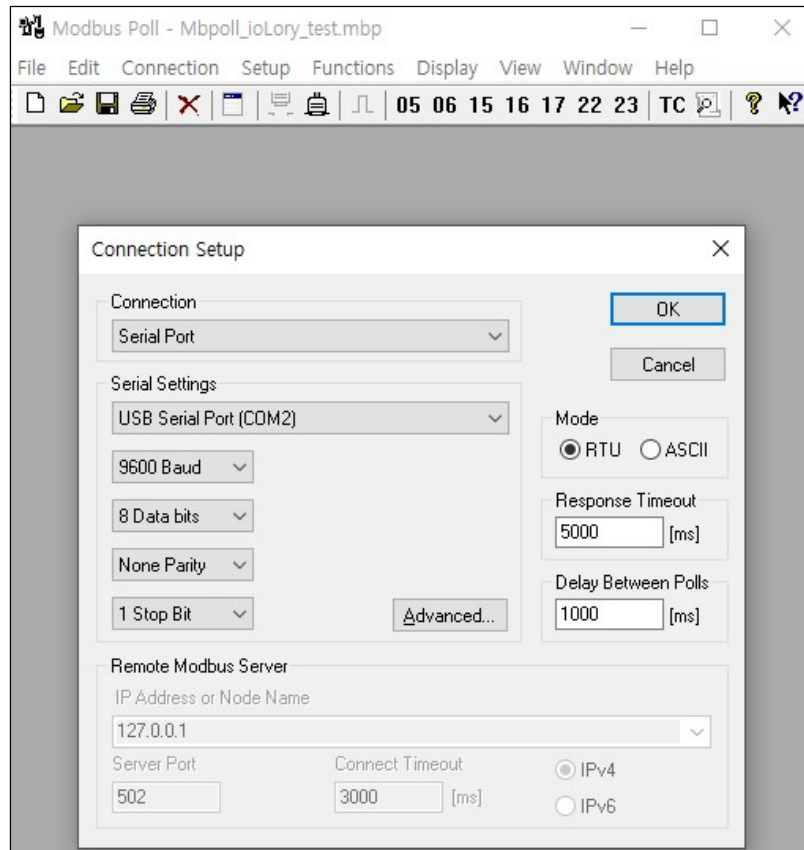 Modbus Poll - Mbpoll_ioLory_test.mbp
File Edit Connection Setup Functions Display View Window Help
05 06 15 16 17 22 23 TC
Connection Setup
Connection
OK
Serial Port
Cancel
Serial Settings
USB Serial Port (COM2)
Mode
RTU ASCII
9600 Baud
Response Timeout
8 Data bits
5000 [ms]
None Parity
Delay Between Polls
1 Stop Bit
Advanced...
1000 [ms]
Remote Modbus Server
IP Address or Node Name
127.0.0.1
Server Port Connect Timeout
IPv4
502 3000 [ms]
IPv6